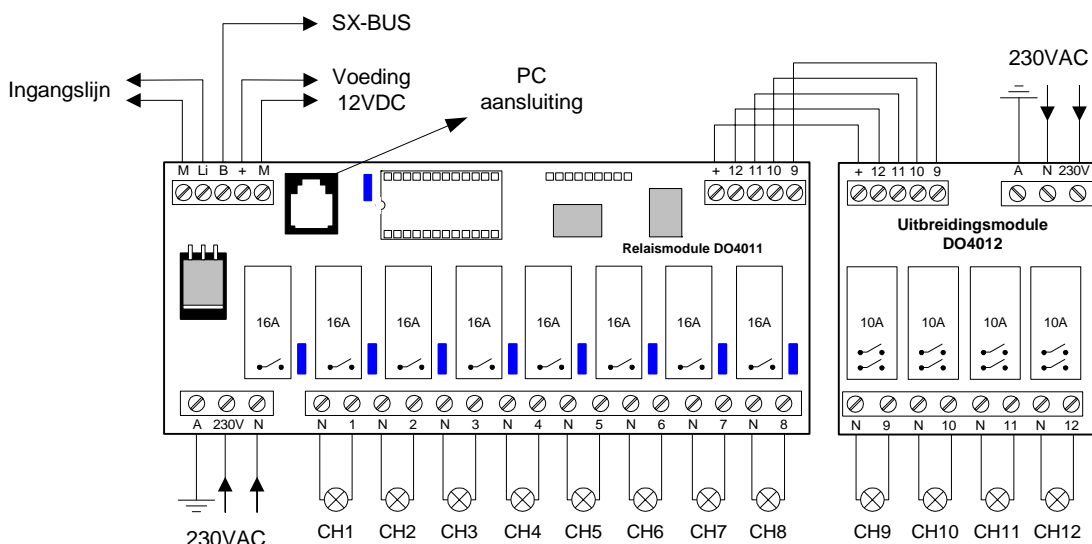 SX-BUS
Ingangslijn
Voeding
12VDC
PC
aansluiting
230VAC
M Li B + M
+ 12 11 10 9
+ 12 11 10 9
A N 230V
Relaismodule DO4011
Uitbreidingsmodule
DO4012
16A 16A 16A 16A 16A 16A 16A 16A
10A 10A 10A 10A
A 230V N
N 1 N 2 N 3 N 4 N 5 N 6 N 7 N 8
N 9 N 10 N 11 N 12
230VAC
CH1 CH2 CH3 CH4 CH5 CH6 CH7 CH8
CH9 CH10 CH11 CH12